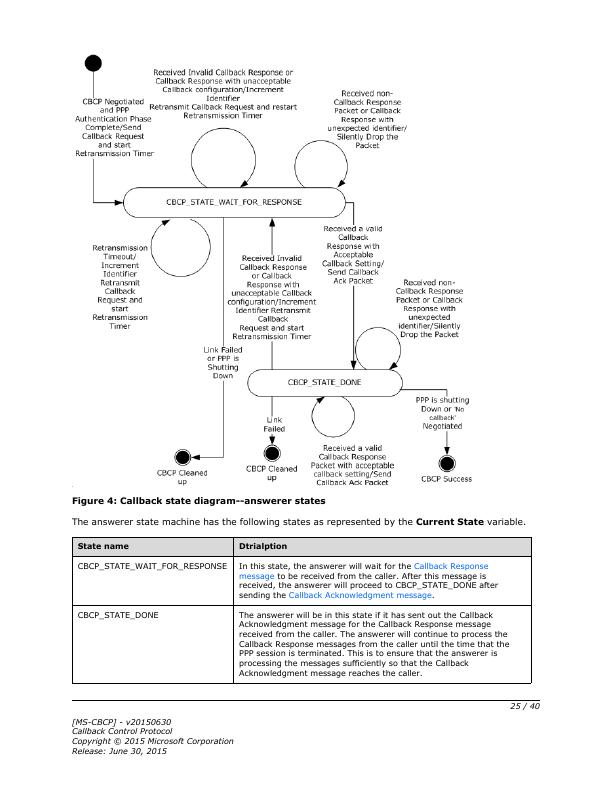 Received Invalid Callback Response or
Callback Response with unacceptable
Callback configuration/Increment
Identifier
Retransmit Callback Request and restart
Retransmission Timer
CBCP Negotiated
and PPP
Authentication Phase
Complete/Send
Callback Request
and start
Retransmission Timer
Received non-
Callback Response
Packet or Callback
Response with
unexpected identifier/
Silently Drop the
Packet
CBCP_STATE_WAIT_FOR_RESPONSE
Retransmission
Timeout/
Increment
Identifier
Retransmit
Callback
Request and
start
Retransmission
Timer
Received Invalid
Callback Response
or Callback
Response with
unacceptable Callback
configuration/Increment
Identifier Retransmit
Callback
Request and start
Retransmission Timer
Received a valid
Callback
Response with
Acceptable
Callback Setting/
Send Callback
Ack Packet
Received non-
Callback Response
Packet or Callback
Response with
unexpected
identifier/Silently
Drop the Packet
Link Failed
or PPP is
Shutting
Down
CBCP_STATE_DONE
Link
Failed
PPP is shutting
Down or 'No
callback'
Negotiated
CBCP Cleaned
up
CBCP Cleaned
up
Received a valid
Callback Response
Packet with acceptable
callback setting/Send
Callback Ack Packet
CBCP Success
Figure 4: Callback state diagram--answerer states
The answerer state machine has the following states as represented by the Current State variable.
State name
Dtrialption
CBCP_STATE_WAIT_FOR_RESPONSE
In this state, the answerer will wait for the Callback Response
message to be received from the caller. After this message is
received, the answerer will proceed to CBCP_STATE_DONE after
sending the Callback Acknowledgment message.
CBCP_STATE_DONE
The answerer will be in this state if it has sent out the Callback
Acknowledgment message for the Callback Response message
received from the caller. The answerer will continue to process the
Callback Response messages from the caller until the time that the
PPP session is terminated. This is to ensure that the answerer is
processing the messages sufficiently so that the Callback
Acknowledgment message reaches the caller.
25 / 40
[MS-CBCP] - v20150630
Callback Control Protocol
Copyright © 2015 Microsoft Corporation
Release: June 30, 2015